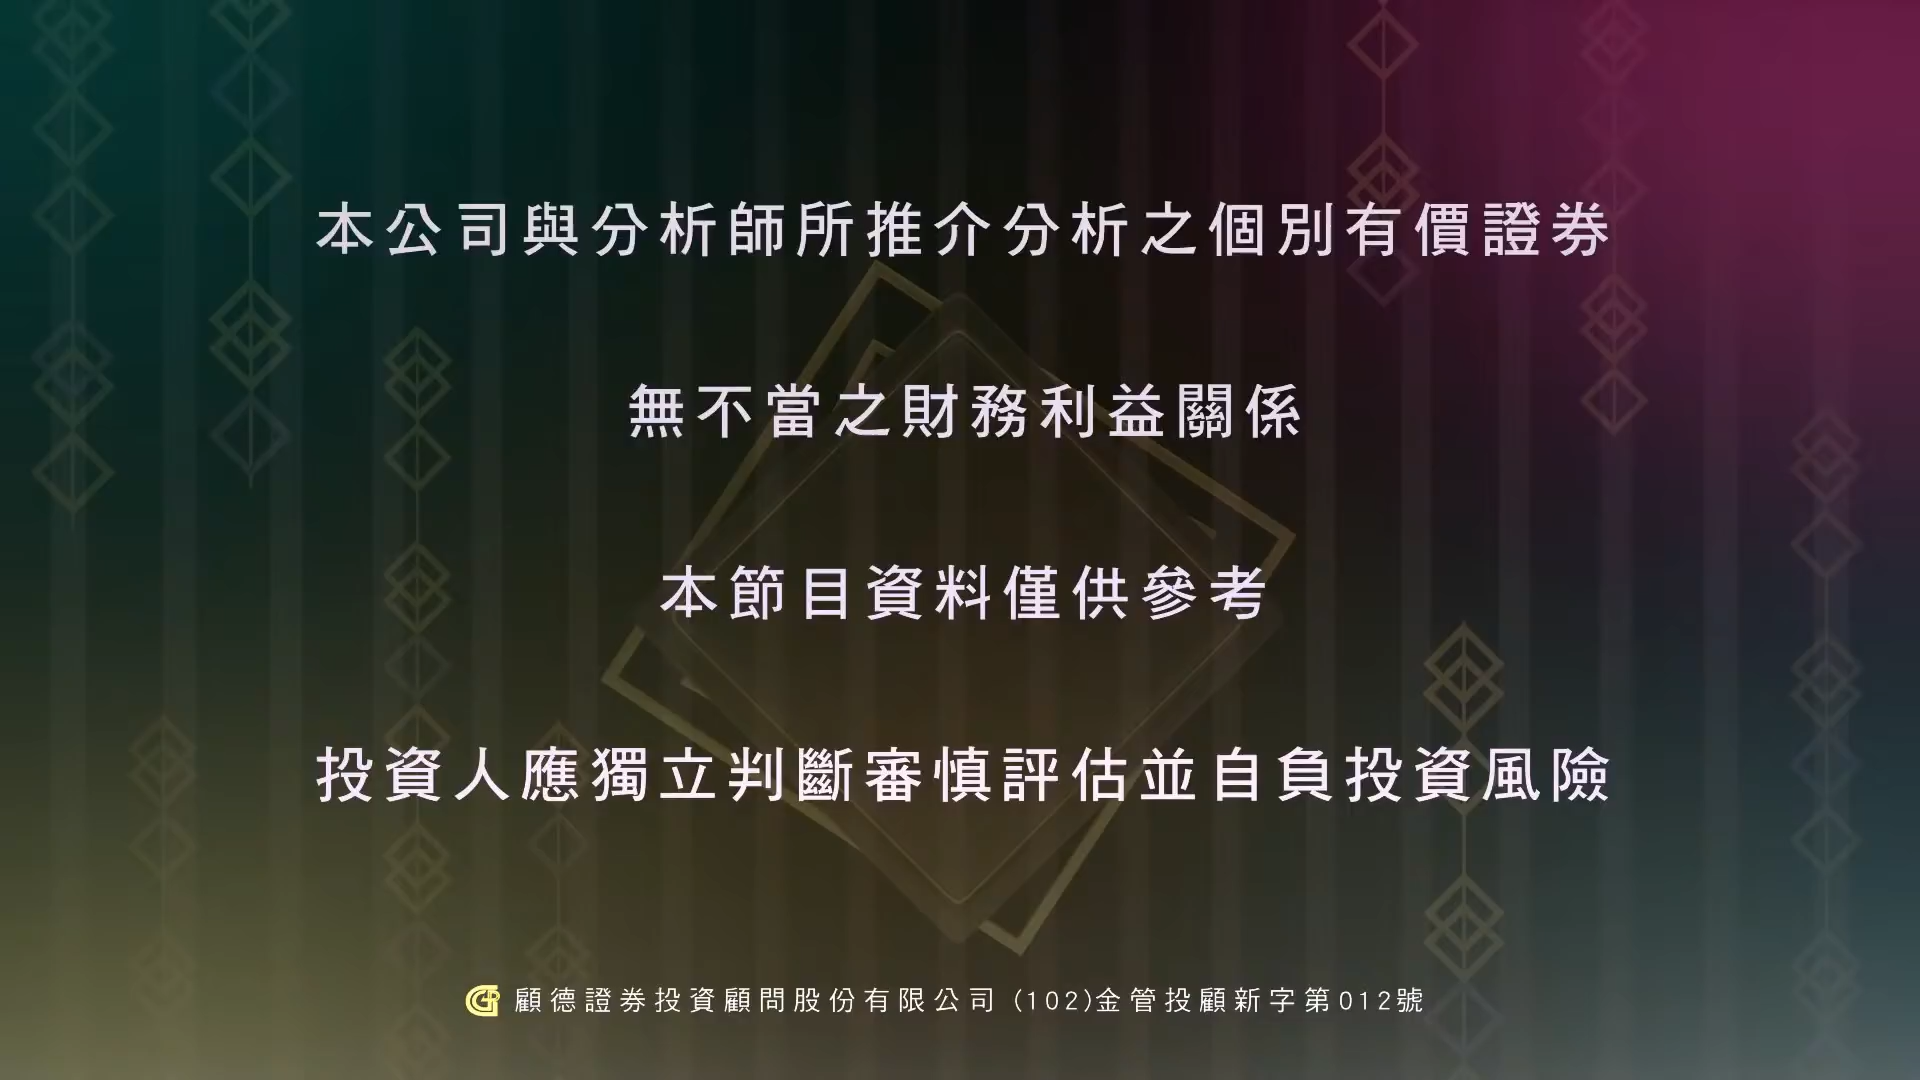 本公司與分析師所推介分析之個別有價證券
無不當之財務利益關係
本節目資料僅供參考
投資人應獨立判斷審慎評估並自負投資風險
顧德證券投資顧問股份有限公司 (102)金管投顧新字第012號